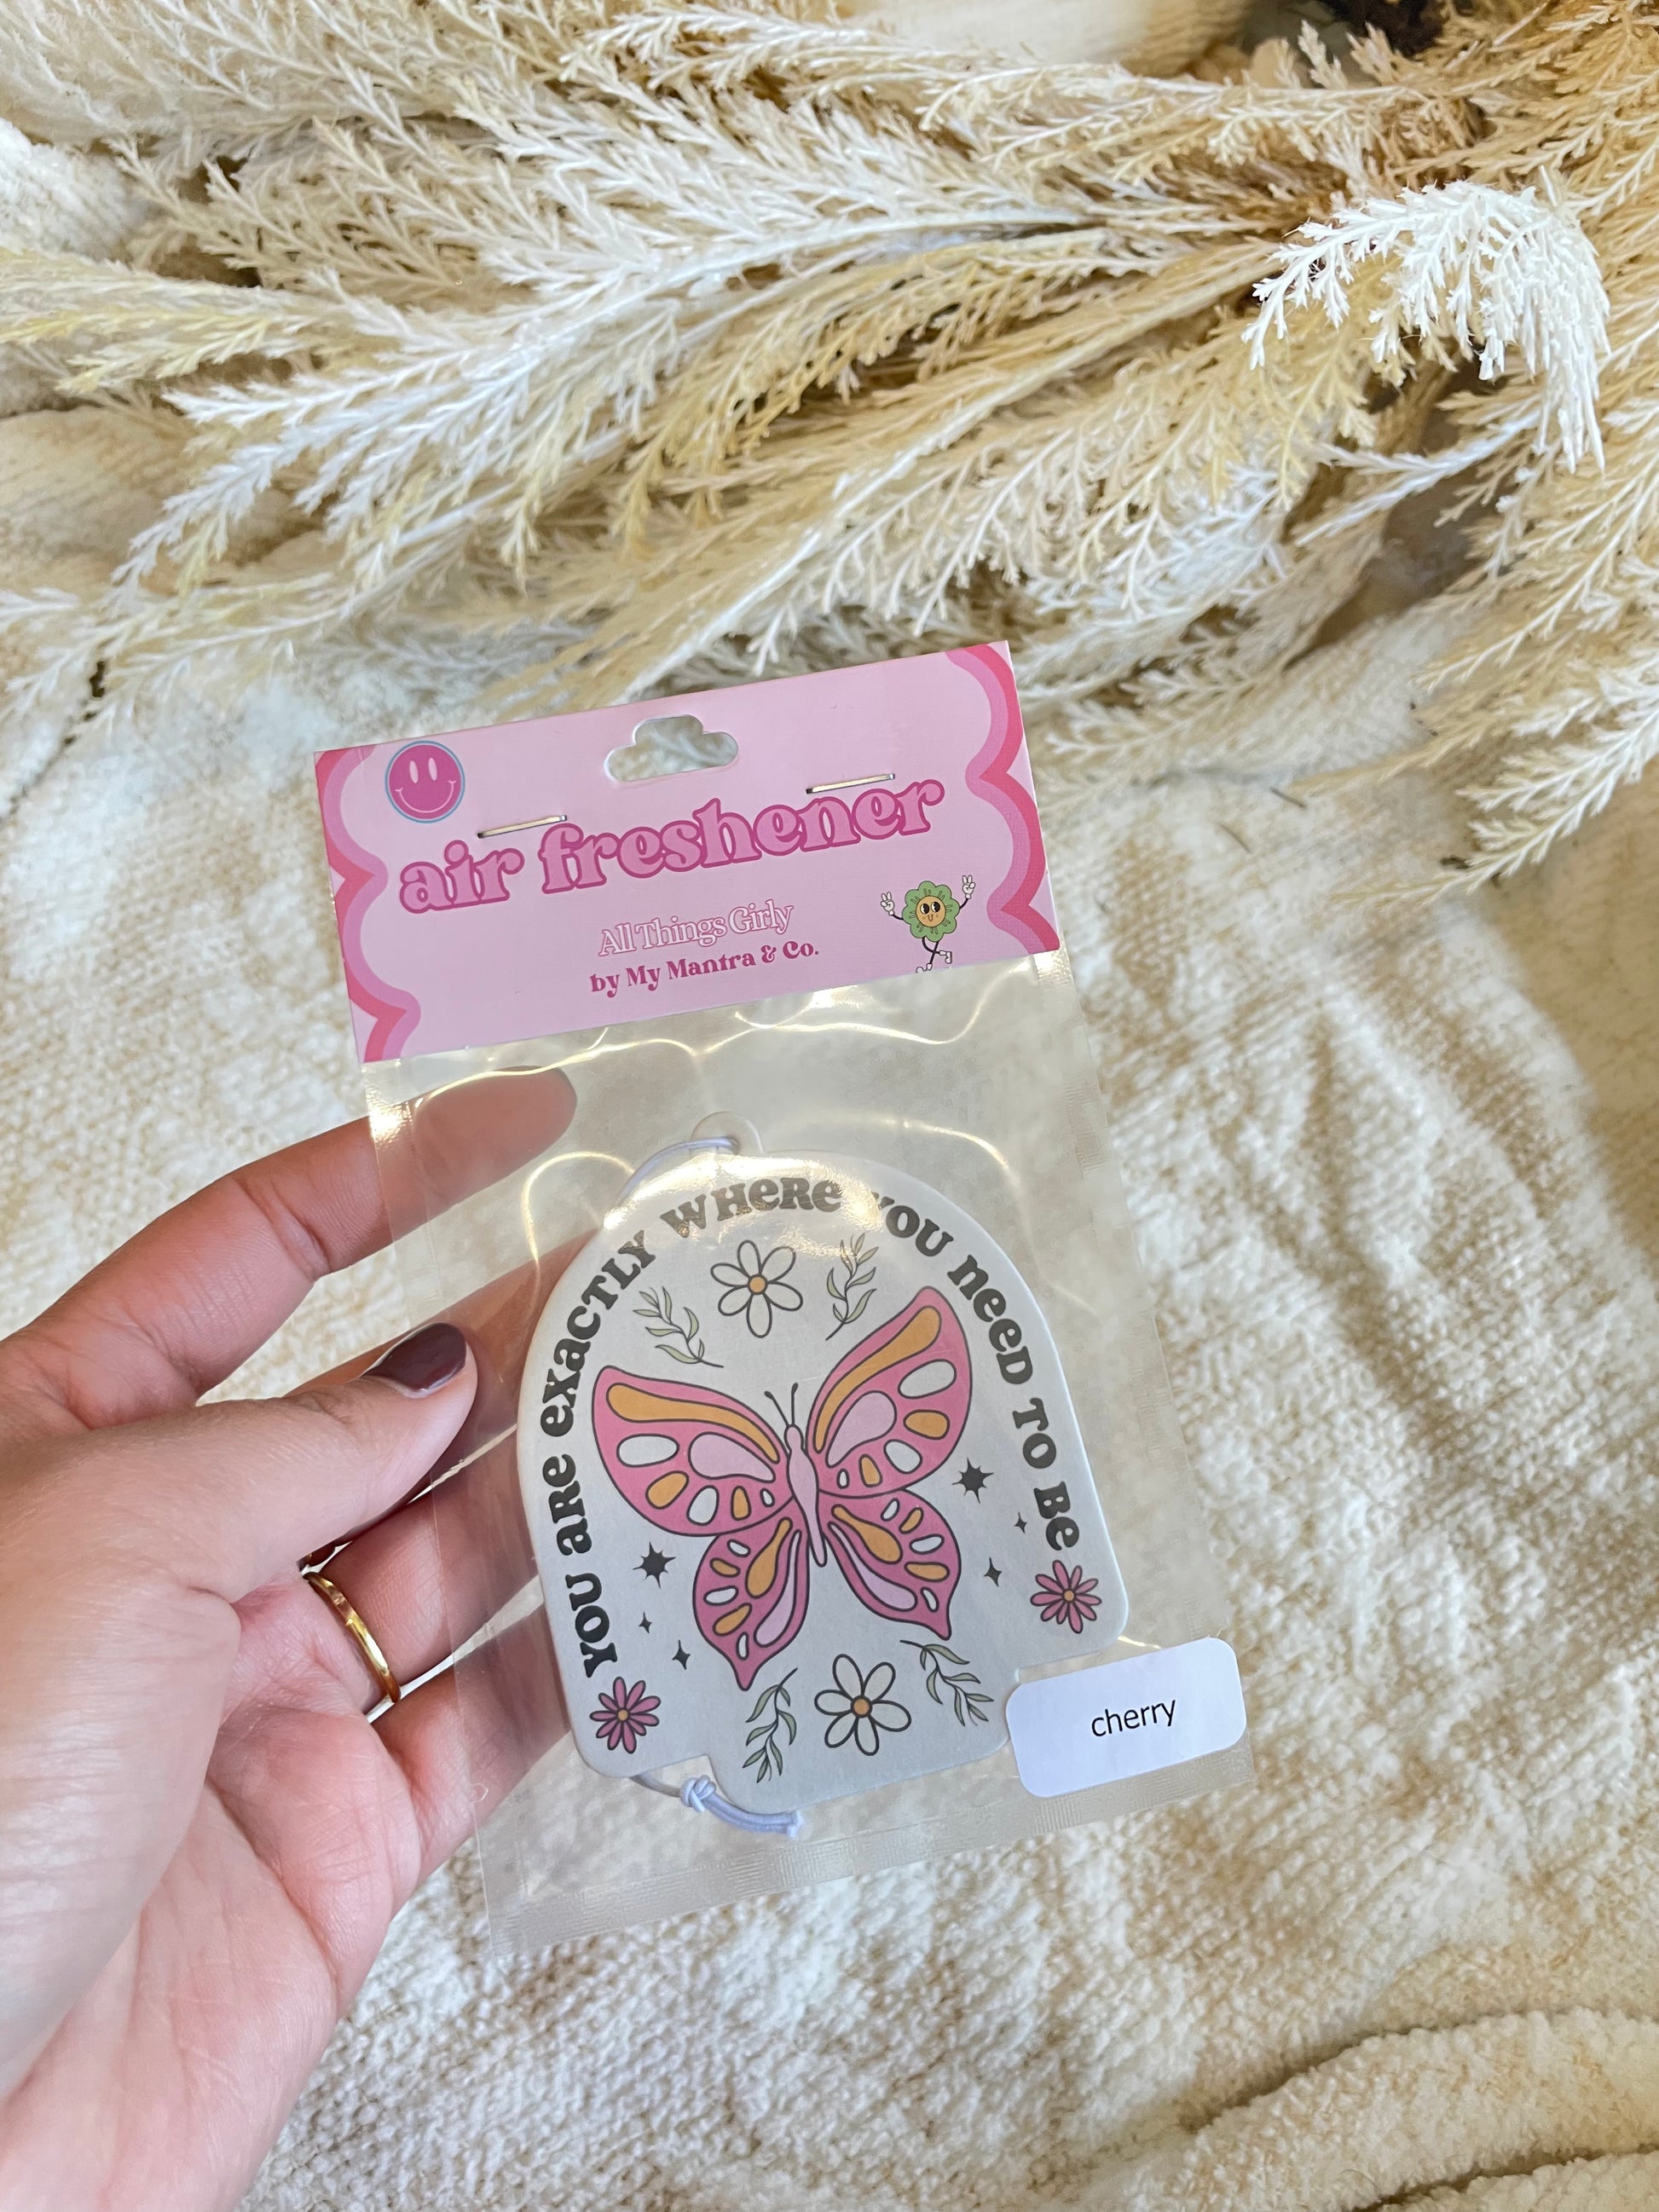 air freshener
All Things Girly
by My Mantra & Co.
YOU ARE EXACTLY WHERE YOU NEED TO BE
cherry